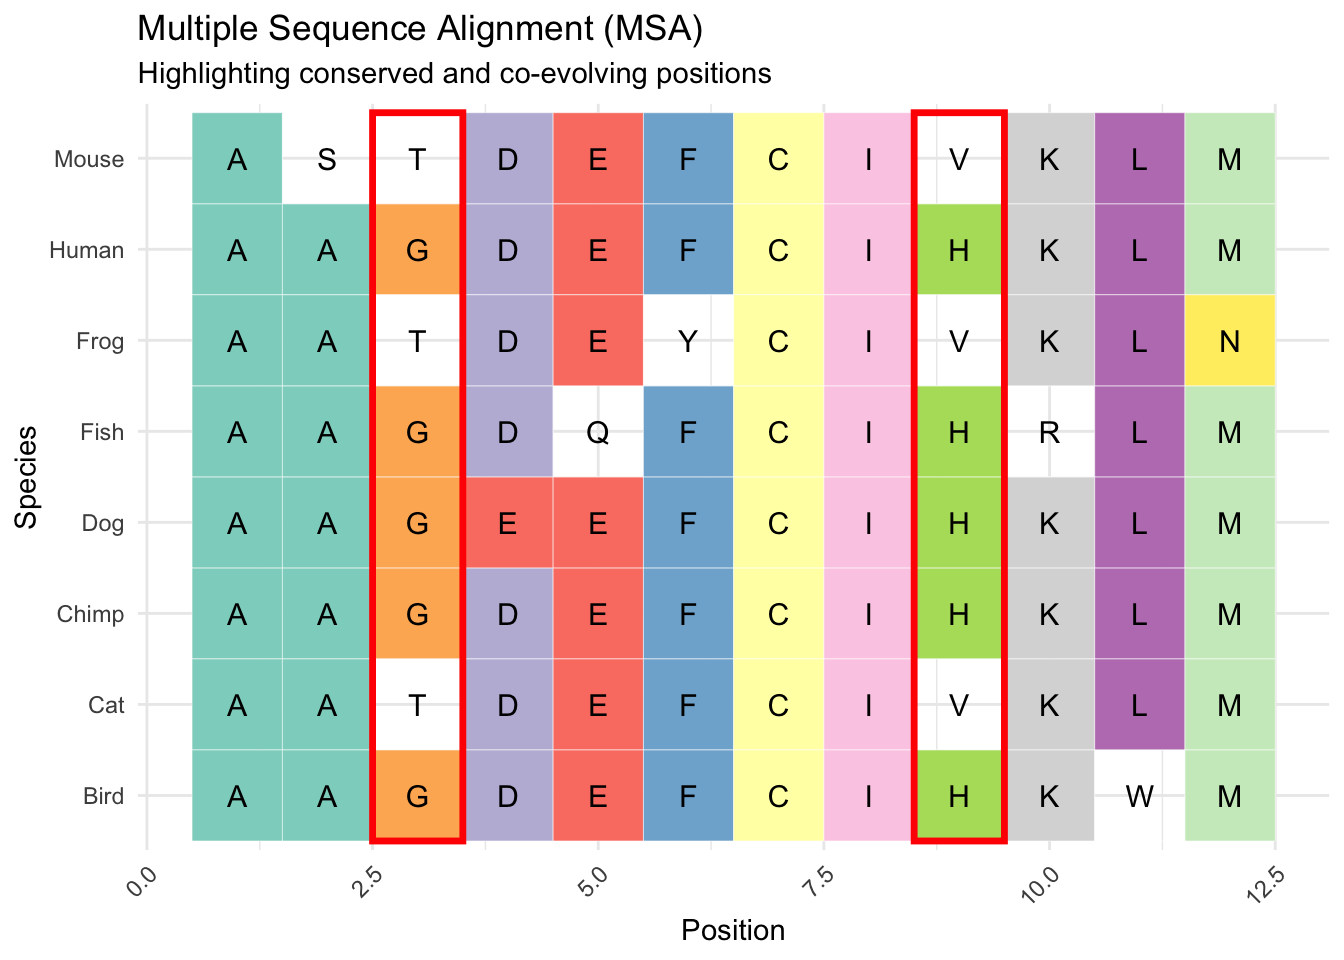 Multiple Sequence Alignment (MSA)
Highlighting conserved and co-evolving positions
Mouse A S T D E F C I V K L M
Human A A G D E F C I H K L M
Frog A A T D E Y C I V K L N
Fish A A G D Q F C I H R L M
Dog A A G E E F C I H K L M
Chimp A A G D E F C I H K L M
Cat A A T D E F C I V K L M
Bird A A G D E F C I H K W M
Species
0.0 2.5 5.0 7.5 10.0 12.5
Position